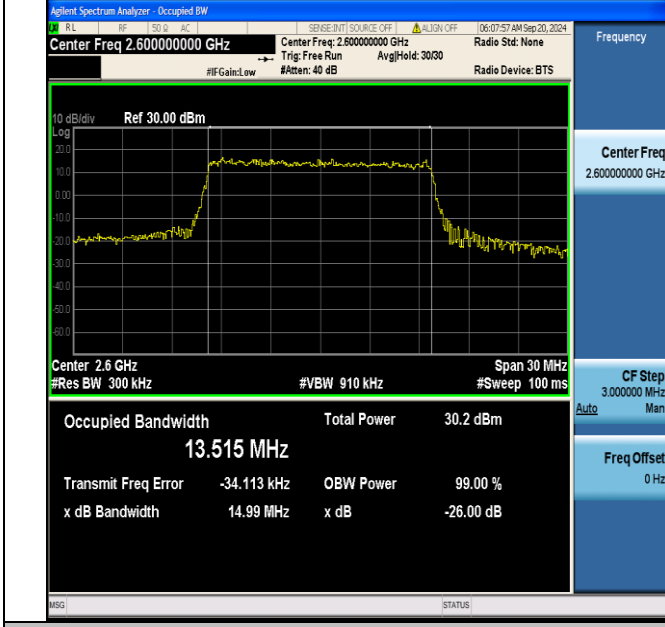 Agilent Spectrum Analyzer - Occupied BW
RL RF 50 Ω AC SENSE:INT SOURCE OFF ALIGN OFF 06:07:57 AM Sep 20, 2024
Center Freq 2.600000000 GHz
Center Freq: 2.600000000 GHz
Radio Std: None
Trig: Free Run Avg|Hold: 30/30
#IFGain:Low #Atten: 40 dB Radio Device: BTS
Frequency
10 dB/div Ref 30.00 dBm
Log
20.0
10.0
0.00
-10.0
-20.0
-30.0
-40.0
-50.0
-60.0
Center 2.6 GHz Span 30 MHz
#Res BW 300 kHz #VBW 910 kHz #Sweep 100 ms
Occupied Bandwidth Total Power 30.2 dBm
13.515 MHz
Transmit Freq Error -34.113 kHz OBW Power 99.00 %
x dB Bandwidth 14.99 MHz x dB -26.00 dB
Center Freq
2.600000000 GHz
CF Step
3.000000 MHz
Auto Man
Freq Offset
0 Hz
MSG STATUS